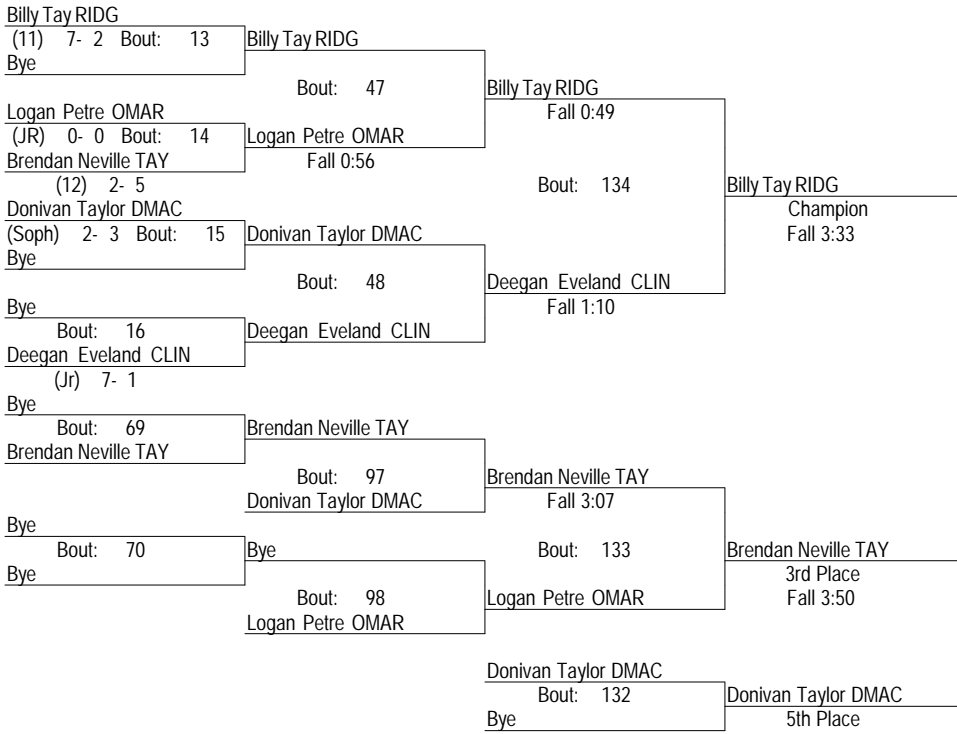 Billy Tay RIDG
(11) 7- 2 Bout: 13 Billy Tay RIDG
Bye
Bout: 47 Billy Tay RIDG
Logan Petre OMAR Fall 0:49
(JR) 0- 0 Bout: 14 Logan Petre OMAR
Brendan Neville TAY Fall 0:56
(12) 2- 5 Bout: 134 Billy Tay RIDG
Donivan Taylor DMAC Champion
(Soph) 2- 3 Bout: 15 Donivan Taylor DMAC Fall 3:33
Bye
Bout: 48 Deegan Eveland CLIN
Bye Fall 1:10
Bout: 16 Deegan Eveland CLIN
Deegan Eveland CLIN
(Jr) 7- 1
Bye
Bout: 69 Brendan Neville TAY
Brendan Neville TAY
Bout: 97 Brendan Neville TAY
Donivan Taylor DMAC Fall 3:07
Bye
Bout: 70 Bye Bout: 133 Brendan Neville TAY
Bye 3rd Place
Bout: 98 Logan Petre OMAR Fall 3:50
Logan Petre OMAR
Donivan Taylor DMAC
Bout: 132 Donivan Taylor DMAC
Bye 5th Place